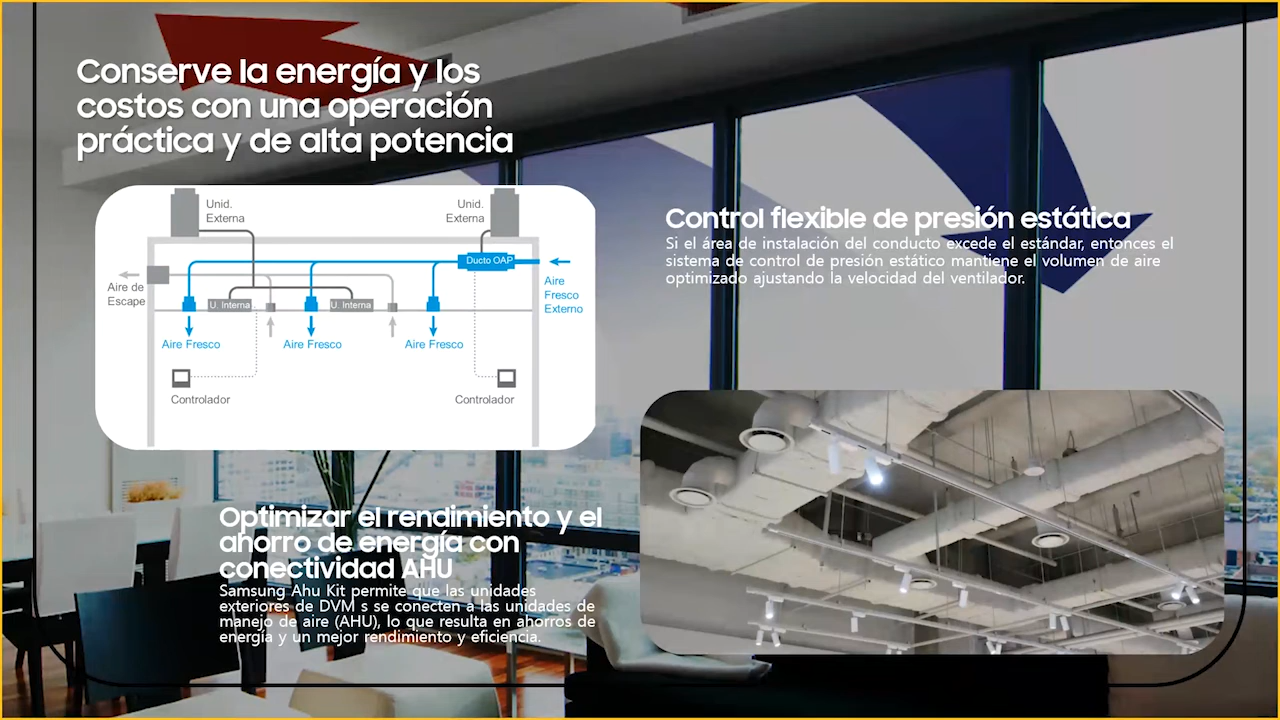 Conserve la energía y los
costos con una operación
práctica y de alta potencia
Unid.
Externa
Unid.
Externa
Ducto OAP
Aire de
Escape
Aire
Fresco
Externo
U. Interna
U. Interna
Aire Fresco
Aire Fresco
Aire Fresco
Controlador
Controlador
Control flexible de presión estática
Si el área de instalación del conducto excede el estándar, entonces el
sistema de control de presión estático mantiene el volumen de aire
optimizado ajustando la velocidad del ventilador.
Optimizar el rendimiento y el
ahorro de energía con
conectividad AHU
Samsung Ahu Kit permite que las unidades
exteriores de DVM s se conecten a las unidades de
manejo de aire (AHU), lo que resulta en ahorros de
energía y un mejor rendimiento y eficiencia.